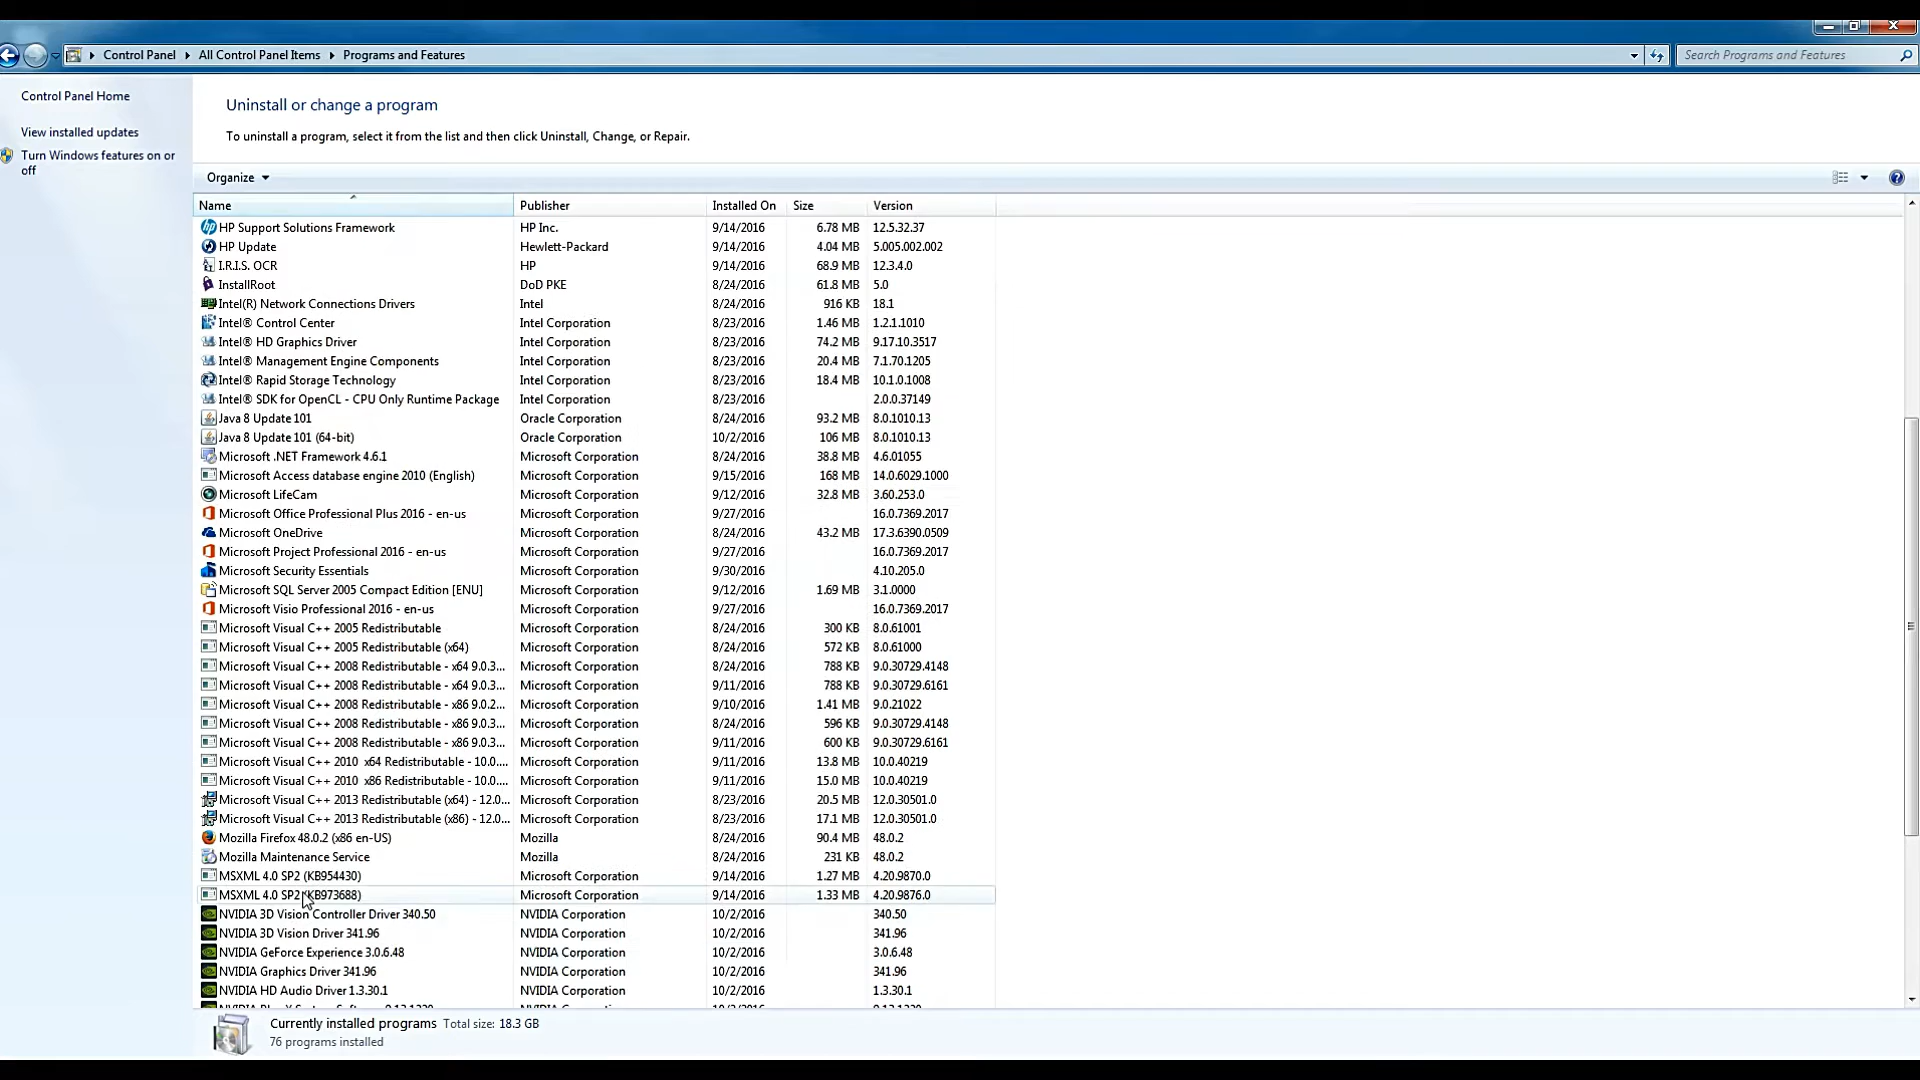 Control Panel All Control Panel Items Programs and Features Search Programs and Features
Control Panel Home
View installed updates
Turn Windows features on or
off
Uninstall or change a program
To uninstall a program, select it from the list and then click Uninstall, Change, or Repair.
Organize
Name Publisher Installed On Size Version
HP Support Solutions Framework HP Inc. 9/14/2016 6.78 MB 12.5.32.37
HP Update Hewlett-Packard 9/14/2016 4.04 MB 5.005.002.002
I.R.I.S. OCR HP 9/14/2016 68.9 MB 12.3.4.0
InstallRoot DoD PKE 8/24/2016 61.8 MB 5.0
Intel(R) Network Connections Drivers Intel 8/24/2016 916 KB 18.1
Intel® Control Center Intel Corporation 8/23/2016 1.46 MB 1.2.1.1010
Intel® HD Graphics Driver Intel Corporation 8/23/2016 74.2 MB 9.17.10.3517
Intel® Management Engine Components Intel Corporation 8/23/2016 20.4 MB 7.1.70.1205
Intel® Rapid Storage Technology Intel Corporation 8/23/2016 18.4 MB 10.1.0.1008
Intel® SDK for OpenCL - CPU Only Runtime Package Intel Corporation 8/23/2016 2.0.0.37149
Java 8 Update 101 Oracle Corporation 8/24/2016 93.2 MB 8.0.1010.13
Java 8 Update 101 (64-bit) Oracle Corporation 10/2/2016 106 MB 8.0.1010.13
Microsoft .NET Framework 4.6.1 Microsoft Corporation 8/24/2016 38.8 MB 4.6.01055
Microsoft Access database engine 2010 (English) Microsoft Corporation 9/15/2016 168 MB 14.0.6029.1000
Microsoft LifeCam Microsoft Corporation 9/12/2016 32.8 MB 3.60.253.0
Microsoft Office Professional Plus 2016 - en-us Microsoft Corporation 9/27/2016 16.0.7369.2017
Microsoft OneDrive Microsoft Corporation 8/24/2016 43.2 MB 17.3.6390.0509
Microsoft Project Professional 2016 - en-us Microsoft Corporation 9/27/2016 16.0.7369.2017
Microsoft Security Essentials Microsoft Corporation 9/30/2016 4.10.205.0
Microsoft SQL Server 2005 Compact Edition [ENU] Microsoft Corporation 9/12/2016 1.69 MB 3.1.0000
Microsoft Visio Professional 2016 - en-us Microsoft Corporation 9/27/2016 16.0.7369.2017
Microsoft Visual C++ 2005 Redistributable Microsoft Corporation 8/24/2016 300 KB 8.0.61001
Microsoft Visual C++ 2005 Redistributable (x64) Microsoft Corporation 8/24/2016 572 KB 8.0.61000
Microsoft Visual C++ 2008 Redistributable - x64 9.0.3... Microsoft Corporation 8/24/2016 788 KB 9.0.30729.4148
Microsoft Visual C++ 2008 Redistributable - x64 9.0.3... Microsoft Corporation 9/11/2016 788 KB 9.0.30729.6161
Microsoft Visual C++ 2008 Redistributable - x86 9.0.2... Microsoft Corporation 9/10/2016 1.41 MB 9.0.21022
Microsoft Visual C++ 2008 Redistributable - x86 9.0.3... Microsoft Corporation 8/24/2016 596 KB 9.0.30729.4148
Microsoft Visual C++ 2008 Redistributable - x86 9.0.3... Microsoft Corporation 9/11/2016 600 KB 9.0.30729.6161
Microsoft Visual C++ 2010 x64 Redistributable - 10.0.... Microsoft Corporation 9/11/2016 13.8 MB 10.0.40219
Microsoft Visual C++ 2010 x86 Redistributable - 10.0.... Microsoft Corporation 9/11/2016 15.0 MB 10.0.40219
Microsoft Visual C++ 2013 Redistributable (x64) - 12.0... Microsoft Corporation 8/23/2016 20.5 MB 12.0.30501.0
Microsoft Visual C++ 2013 Redistributable (x86) - 12.0... Microsoft Corporation 8/23/2016 17.1 MB 12.0.30501.0
Mozilla Firefox 48.0.2 (x86 en-US) Mozilla 8/24/2016 90.4 MB 48.0.2
Mozilla Maintenance Service Mozilla 8/24/2016 231 KB 48.0.2
MSXML 4.0 SP2 (KB954430) Microsoft Corporation 9/14/2016 1.27 MB 4.20.9870.0
MSXML 4.0 SP2 (KB973688) Microsoft Corporation 9/14/2016 1.33 MB 4.20.9876.0
NVIDIA 3D Vision Controller Driver 340.50 NVIDIA Corporation 10/2/2016 340.50
NVIDIA 3D Vision Driver 341.96 NVIDIA Corporation 10/2/2016 341.96
NVIDIA GeForce Experience 3.0.6.48 NVIDIA Corporation 10/2/2016 3.0.6.48
NVIDIA Graphics Driver 341.96 NVIDIA Corporation 10/2/2016 341.96
NVIDIA HD Audio Driver 1.3.30.1 NVIDIA Corporation 10/2/2016 1.3.30.1
Currently installed programs Total size: 18.3 GB
76 programs installed